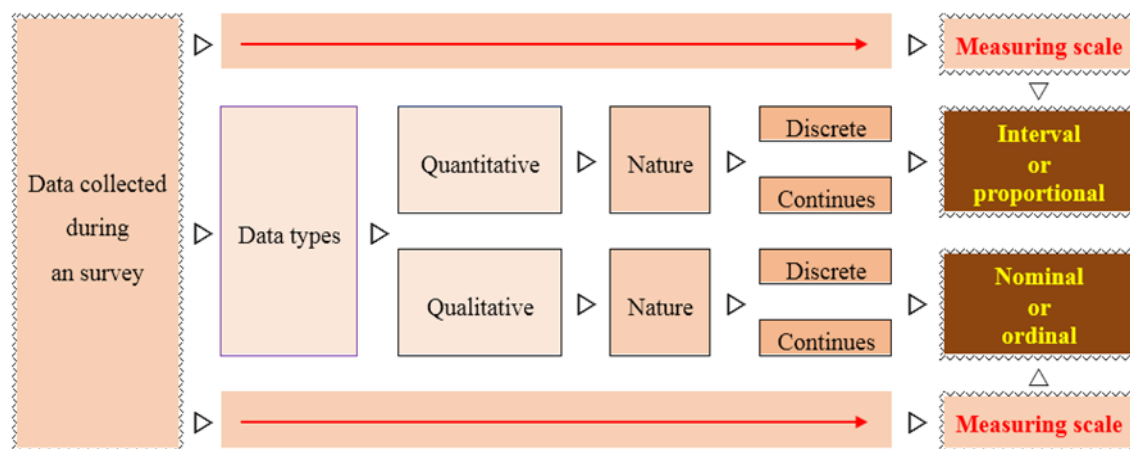 Measuring scale
Data collected
during
an survey
Data types
Quantitative
Nature
Discrete
Continues
Interval
or
proportional
Qualitative
Nature
Discrete
Continues
Nominal
or
ordinal
Measuring scale